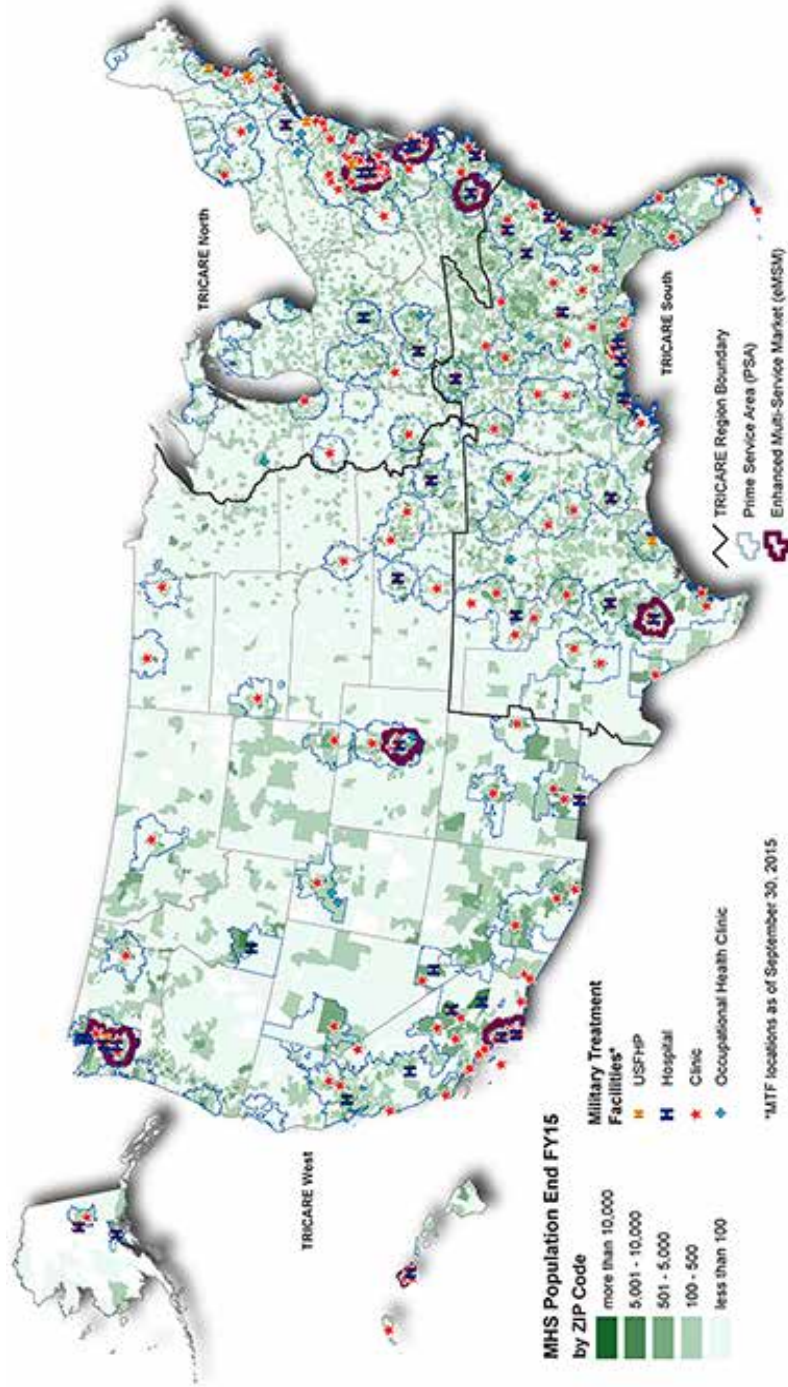 TRICARE North
TRICARE West
TRICARE South
MHS Population End FY15
by ZIP Code
more than 10,000
5,001 - 10,000
501 - 5,000
100 - 500
less than 100
Military Treatment
Facilities*
H USFHP
H Hospital
Clinic
Occupational Health Clinic
TRICARE Region Boundary
Prime Service Area (PSA)
Enhanced Multi-Service Market (eMSM)
*MTF locations as of September 30, 2015